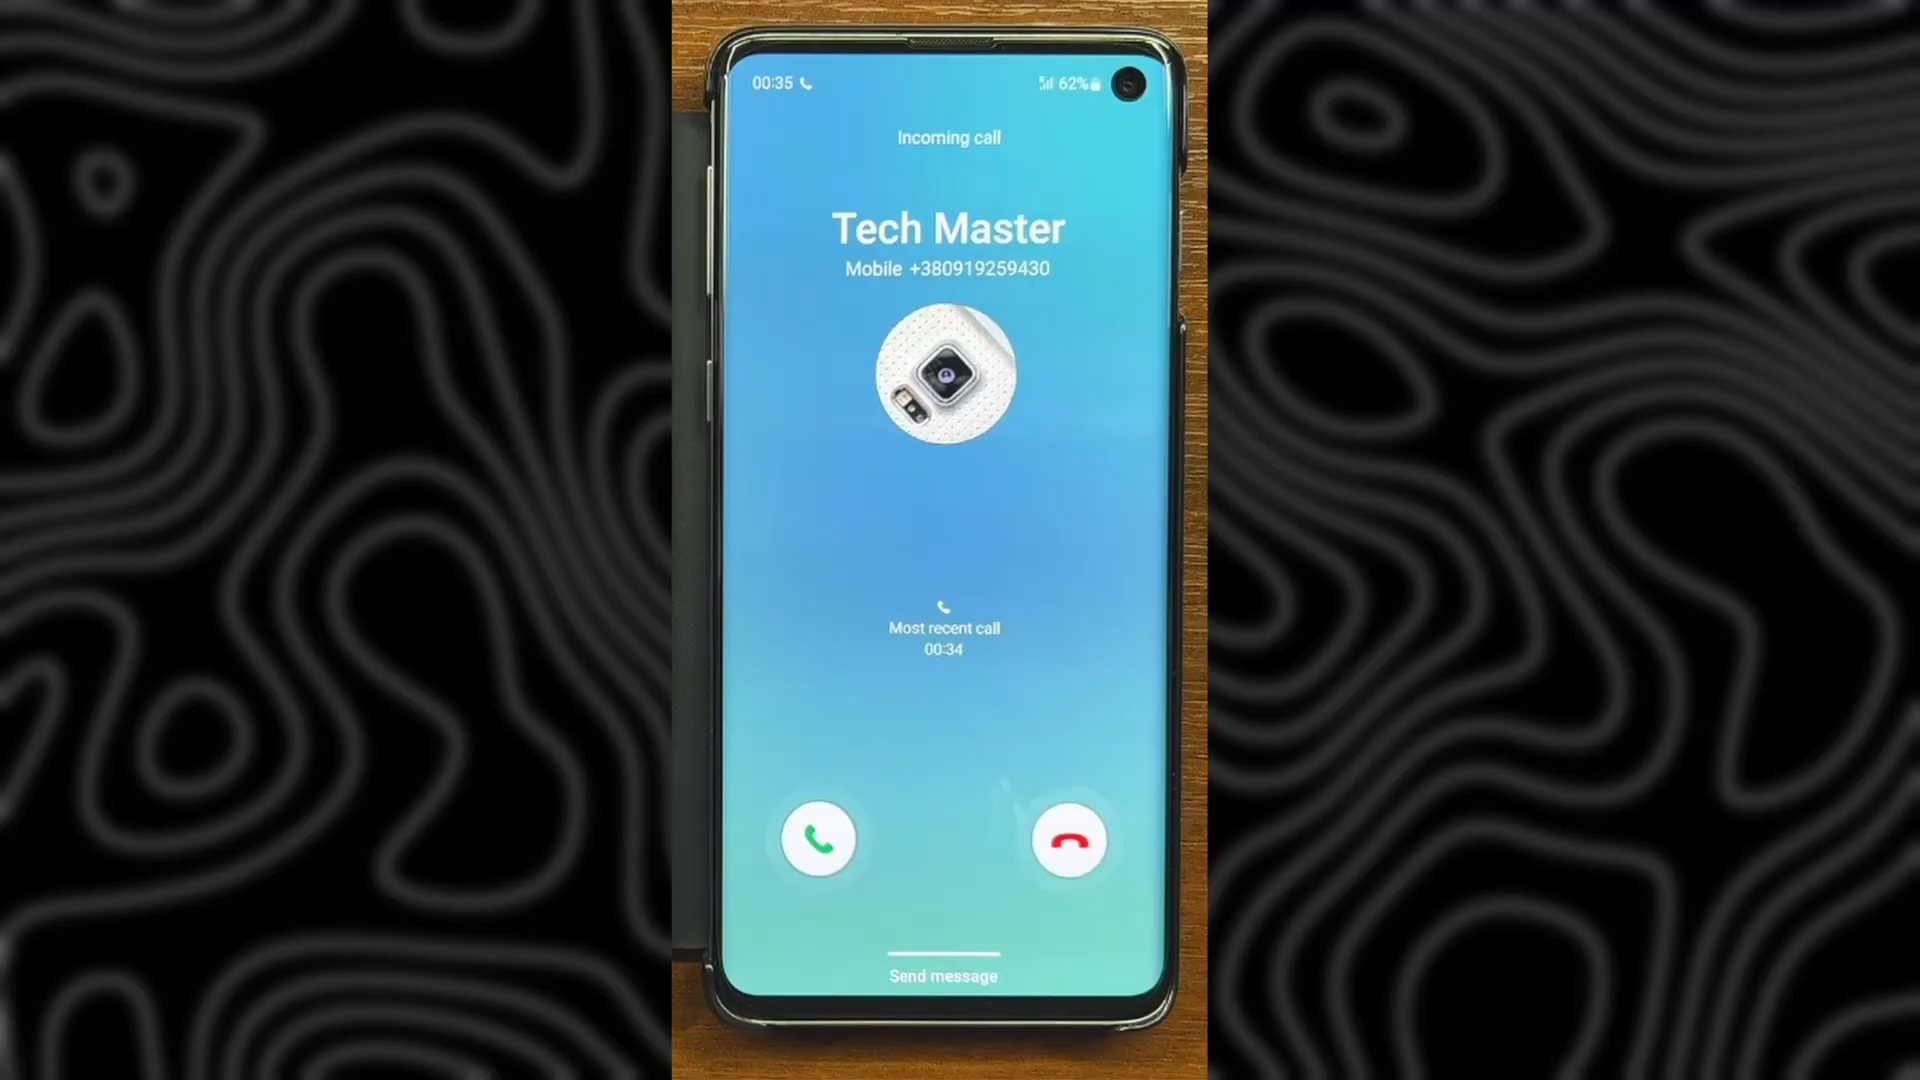 00:35
62%
Incoming call
Tech Master
Mobile +380919259430
Most recent call
00:34
Send message